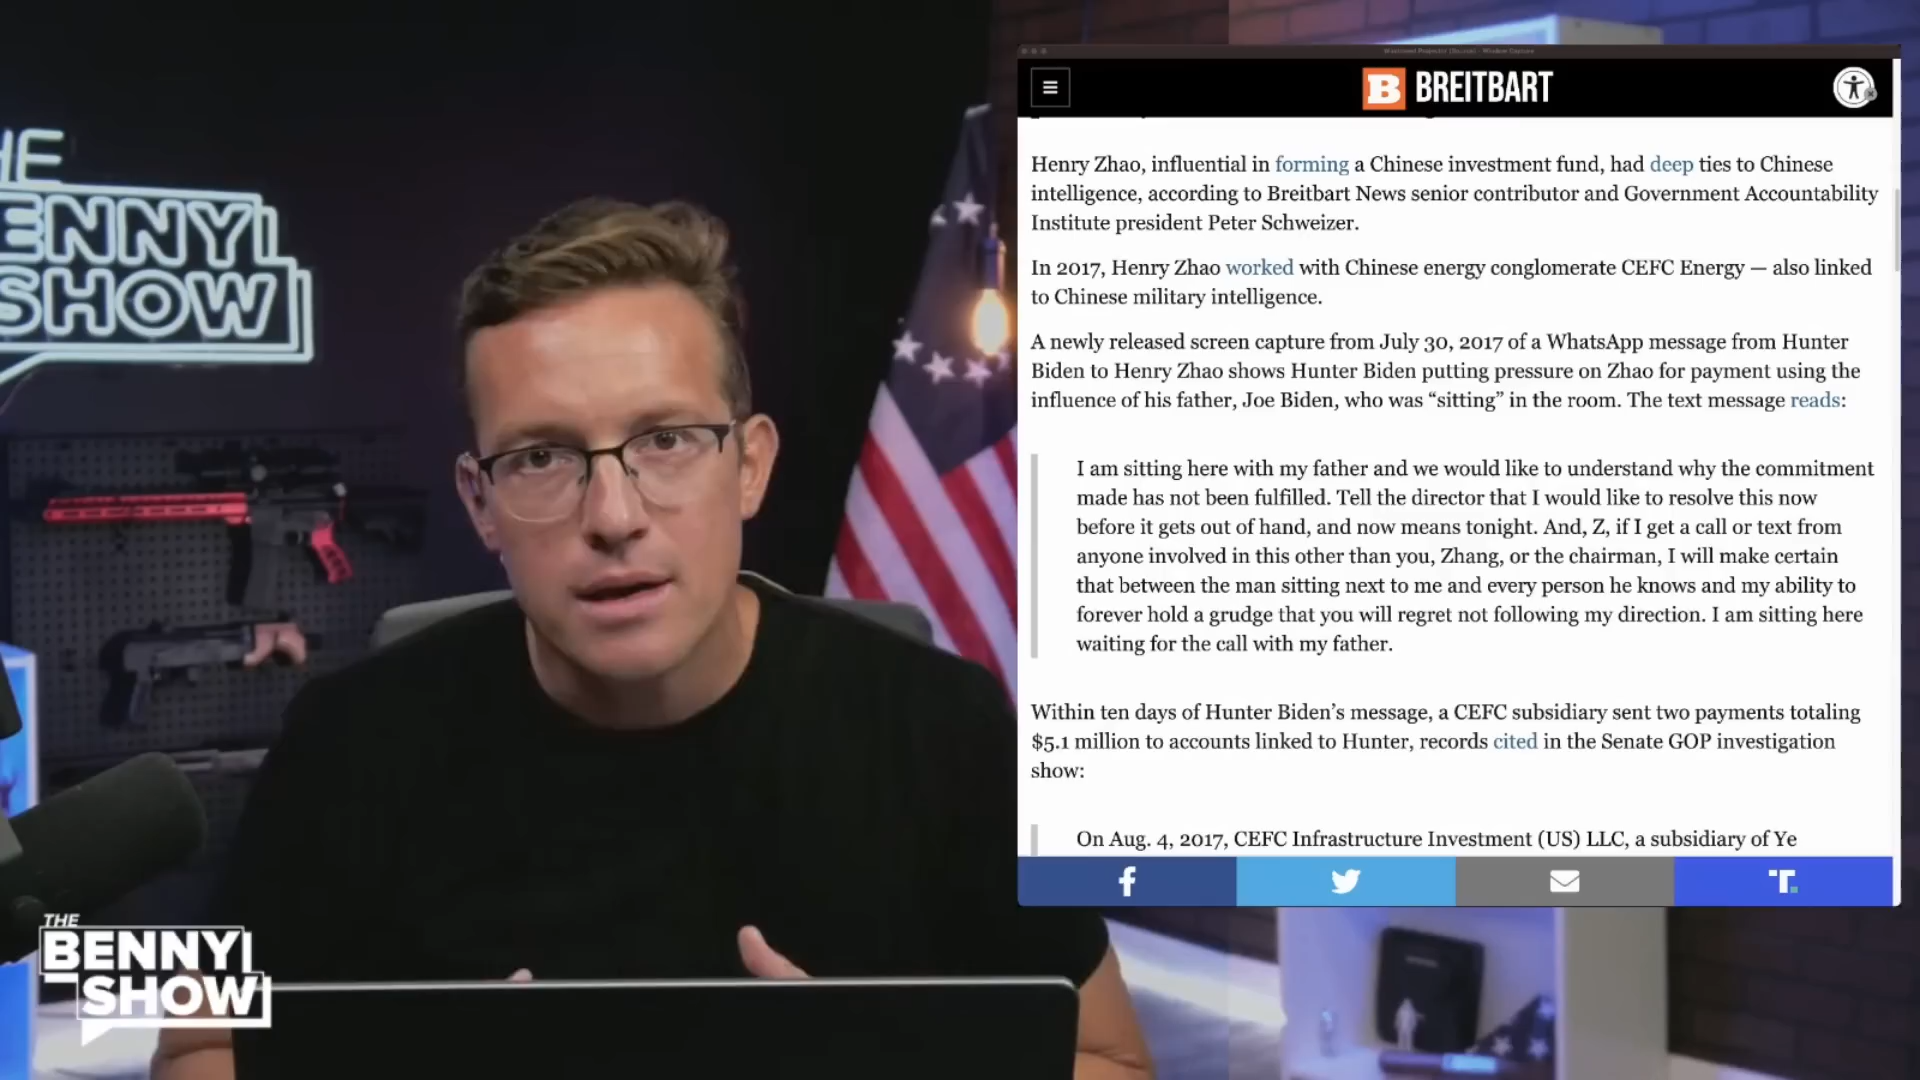 HE
ENNY
SHOW
BREITBART
Henry Zhao, influential in forming a Chinese investment fund, had deep ties to Chinese
intelligence, according to Breitbart News senior contributor and Government Accountability
Institute president Peter Schweizer.
In 2017, Henry Zhao worked with Chinese energy conglomerate CEFC Energy — also linked
to Chinese military intelligence.
A newly released screen capture from July 30, 2017 of a WhatsApp message from Hunter
Biden to Henry Zhao shows Hunter Biden putting pressure on Zhao for payment using the
influence of his father, Joe Biden, who was “sitting” in the room. The text message reads:
I am sitting here with my father and we would like to understand why the commitment
made has not been fulfilled. Tell the director that I would like to resolve this now
before it gets out of hand, and now means tonight. And, Z, if I get a call or text from
anyone involved in this other than you, Zhang, or the chairman, I will make certain
that between the man sitting next to me and every person he knows and my ability to
forever hold a grudge that you will regret not following my direction. I am sitting here
waiting for the call with my father.
Within ten days of Hunter Biden’s message, a CEFC subsidiary sent two payments totaling
$5.1 million to accounts linked to Hunter, records cited in the Senate GOP investigation
show:
On Aug. 4, 2017, CEFC Infrastructure Investment (US) LLC, a subsidiary of Ye
THE
BENNY
SHOW